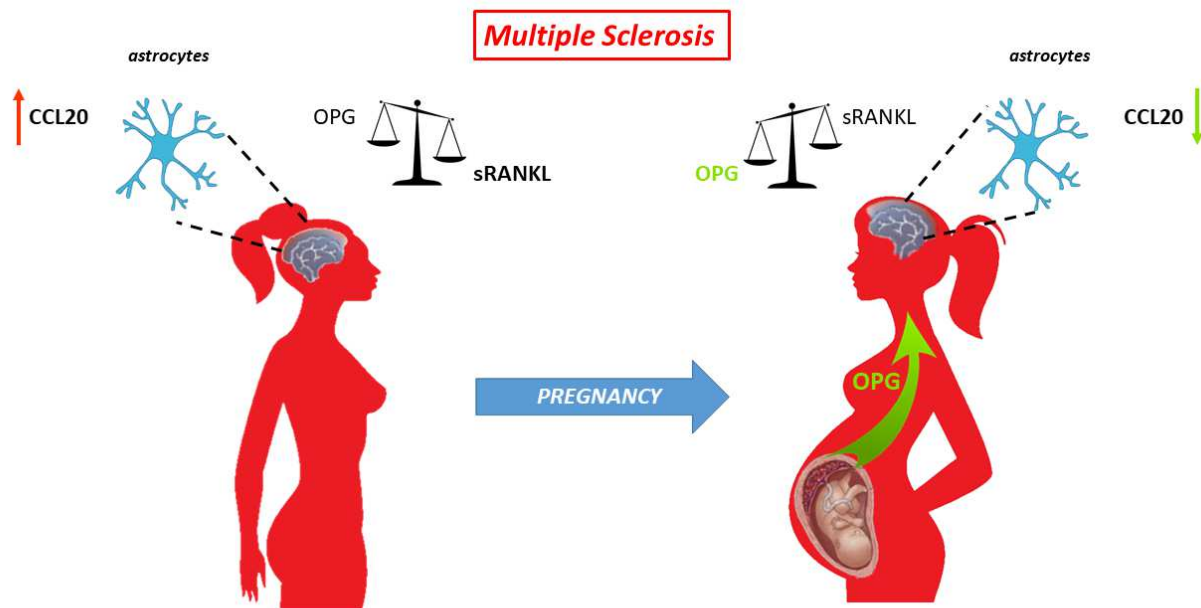 Multiple Sclerosis
astrocytes
CCL20
OPG
sRANKL
astrocytes
sRANKL
OPG
CCL20
PREGNANCY
OPG